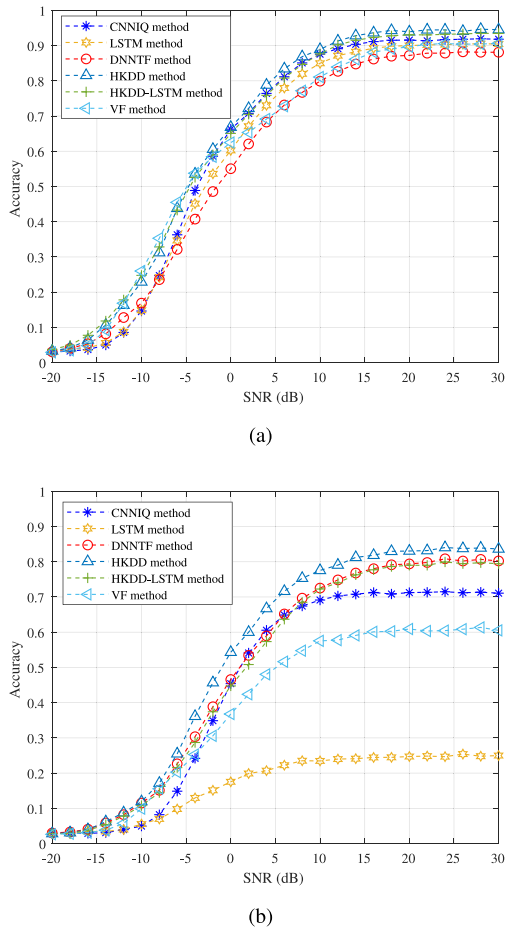 1
0.9
0.8
0.7
0.6
0.5
0.4
0.3
0.2
0.1
0
Accuracy
CNNIQ method
LSTM method
DNNTF method
HKDD method
HKDD-LSTM method
VF method
-20 -15 -10 -5 0 5 10 15 20 25 30
SNR (dB)
(a)
1
0.9
0.8
0.7
0.6
0.5
0.4
0.3
0.2
0.1
0
Accuracy
CNNIQ method
LSTM method
DNNTF method
HKDD method
HKDD-LSTM method
VF method
-20 -15 -10 -5 0 5 10 15 20 25 30
SNR (dB)
(b)